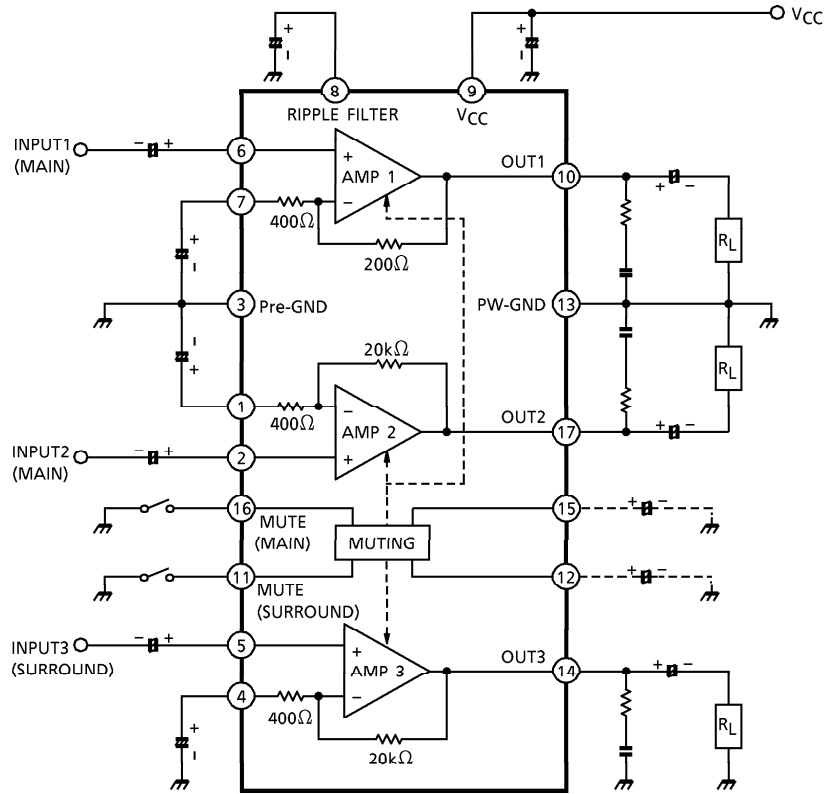 +
−
+
−
VCC
8
9
RIPPLE FILTER
VCC
INPUT1
(MAIN)
− +
6
+
AMP 1
−
OUT1
10
+ −
7
400Ω
200Ω
RL
+
−
3
Pre-GND
PW-GND
13
−
+
20kΩ
RL
1
400Ω
−
AMP 2
+
OUT2
17
+ −
INPUT2
(MAIN)
− +
2
16
MUTE
(MAIN)
MUTING
15
+ −
11
MUTE
(SURROUND)
12
+ −
INPUT3
(SURROUND)
− +
5
+
AMP 3
−
OUT3
14
+ −
4
400Ω
20kΩ
RL
+
−